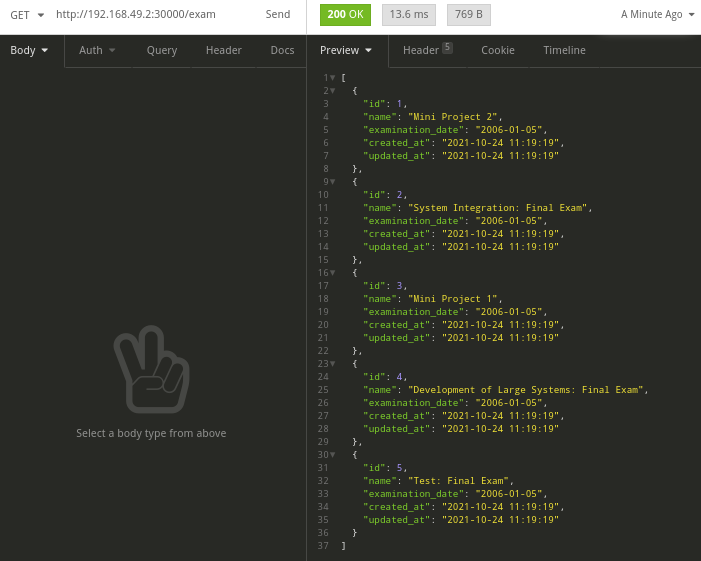 GET http://192.168.49.2:30000/exam Send 200 OK 13.6 ms 769 B A Minute Ago
Body Auth Query Header Docs Preview Header 5 Cookie Timeline
1 [
2 {
3 "id": 1,
4 "name": "Mini Project 2",
5 "examination_date": "2006-01-05",
6 "created_at": "2021-10-24 11:19:19",
7 "updated_at": "2021-10-24 11:19:19"
8 },
9 {
10 "id": 2,
11 "name": "System Integration: Final Exam",
12 "examination_date": "2006-01-05",
13 "created_at": "2021-10-24 11:19:19",
14 "updated_at": "2021-10-24 11:19:19"
15 },
16 {
17 "id": 3,
18 "name": "Mini Project 1",
19 "examination_date": "2006-01-05",
20 "created_at": "2021-10-24 11:19:19",
21 "updated_at": "2021-10-24 11:19:19"
22 },
23 {
24 "id": 4,
25 "name": "Development of Large Systems: Final Exam",
26 "examination_date": "2006-01-05",
27 "created_at": "2021-10-24 11:19:19",
28 "updated_at": "2021-10-24 11:19:19"
29 },
30 {
31 "id": 5,
32 "name": "Test: Final Exam",
33 "examination_date": "2006-01-05",
34 "created_at": "2021-10-24 11:19:19",
35 "updated_at": "2021-10-24 11:19:19"
36 }
37 ]
Select a body type from above